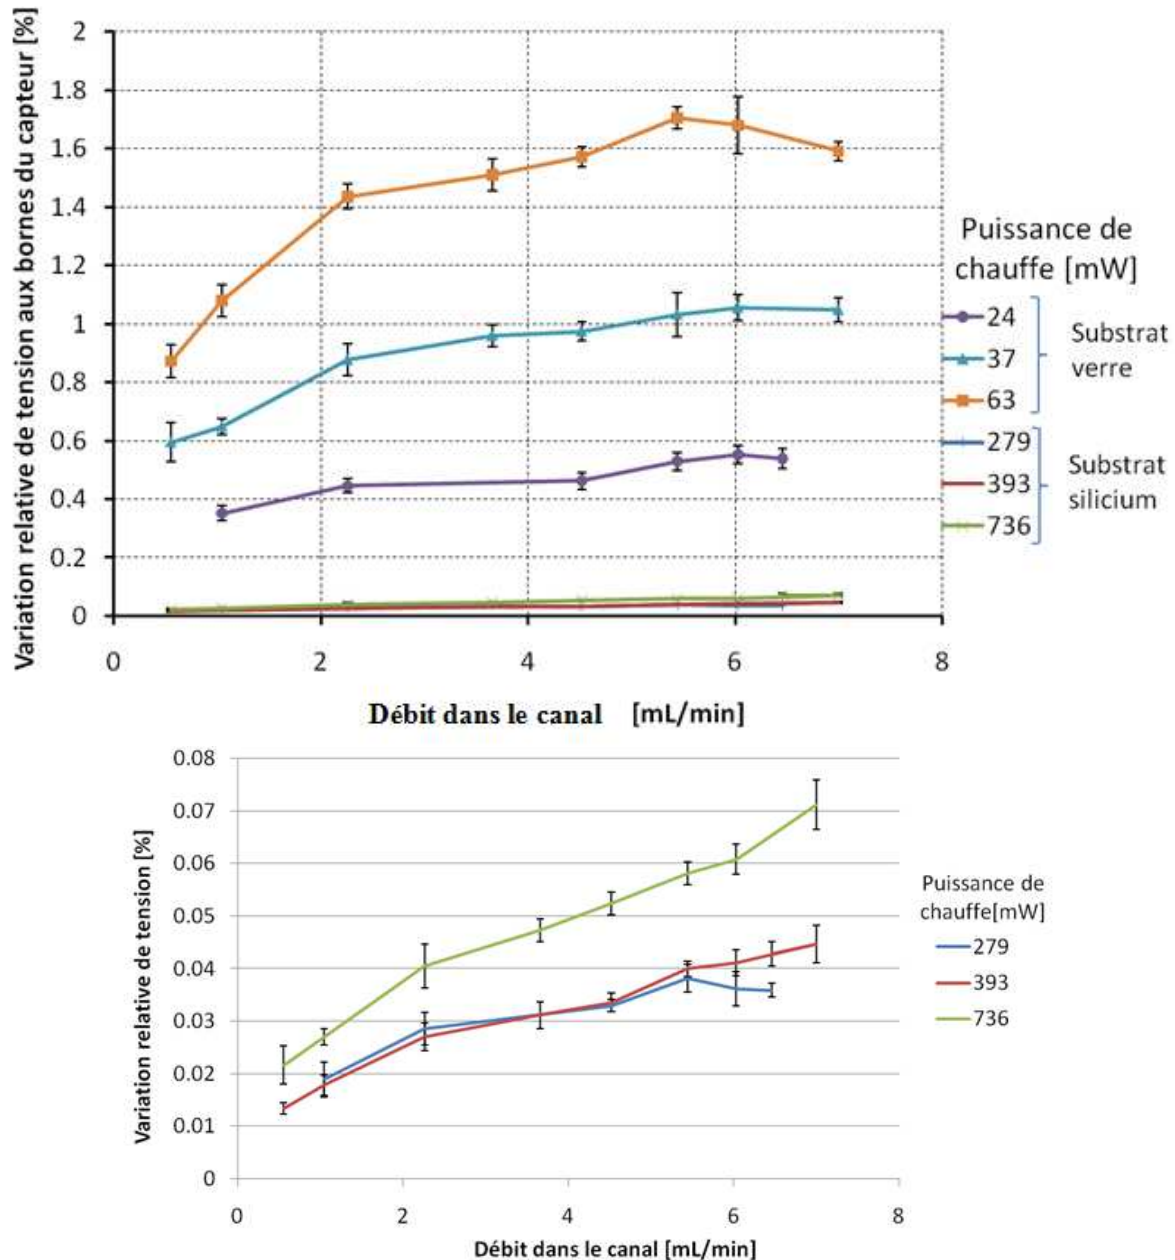 Variation relative de tension aux bornes du capteur [%]
2
1.8
1.6
1.4
1.2
1
0.8
0.6
0.4
0.2
0
0 2 4 6 8
Débit dans le canal [mL/min]
Puissance de
chauffe [mW]
24
37
63
Substrat
verre
279
393
736
Substrat
silicium
Variation relative de tension [%]
0.08
0.07
0.06
0.05
0.04
0.03
0.02
0.01
0
0 2 4 6 8
Débit dans le canal [mL/min]
Puissance de
chauffe[mW]
279
393
736